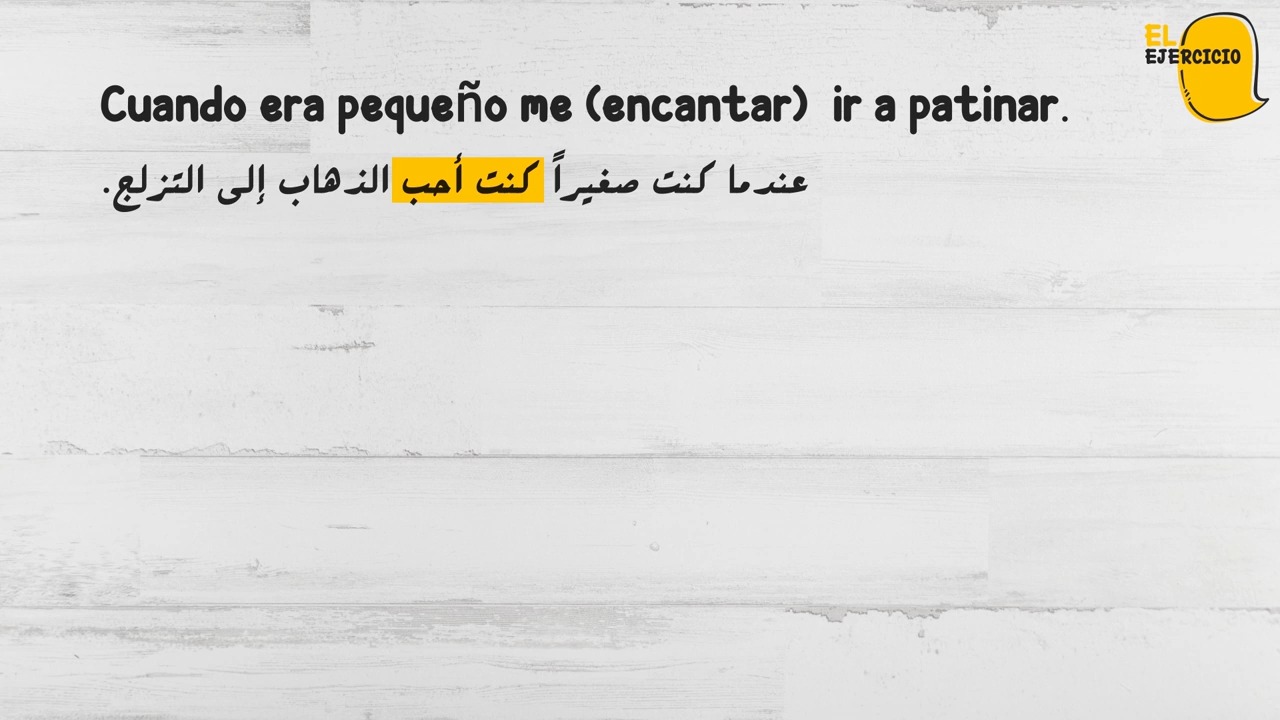 EL
EJERCICIO
Cuando era pequeño me (encantar) ir a patinar.
عندما كنت صغيراً كنت أحب الذهاب إلى التزلج.